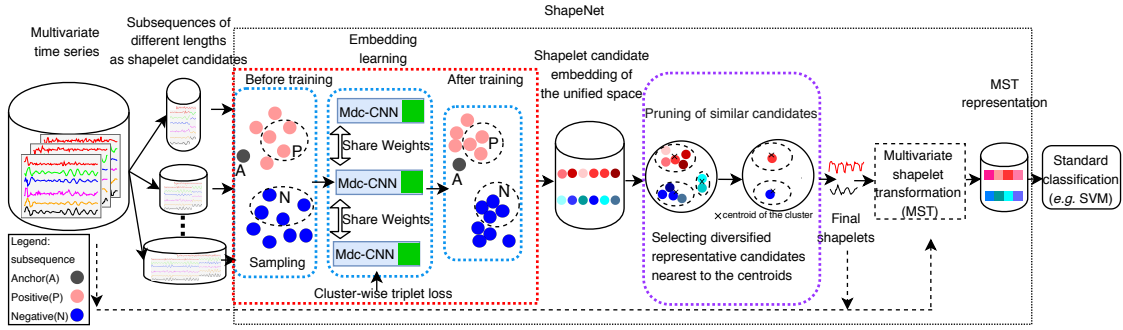 ShapeNet
Multivariate
time series
Subsequences of
different lengths
as shapelet candidates
Embedding
learning
Before training
After training
Mdc-CNN
Share Weights
Mdc-CNN
Share Weights
Mdc-CNN
P
A
N
Sampling
P
A
N
Cluster-wise triplet loss
Shapelet candidate
embedding of
the unified space
Pruning of similar candidates
×centroid of the cluster
Selecting diversified
representative candidates
nearest to the centroids
Final
shapelets
Multivariate
shapelet
transformation
(MST)
MST
representation
Standard
classification
(e.g. SVM)
Legend:
subsequence
Anchor(A)
Positive(P)
Negative(N)